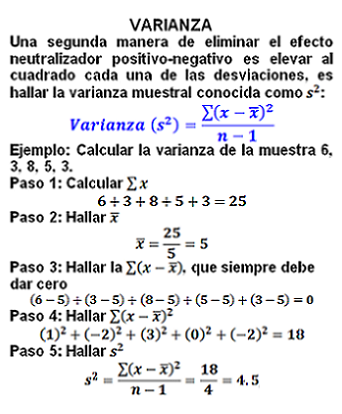 VARIANZA
Una segunda manera de eliminar el efecto
neutralizador positivo-negativo es elevar al
cuadrado cada una de las desviaciones, es
hallar la varianza muestral conocida como s²:
Varianza (s²) = ∑(x − x̅)² / n − 1
Ejemplo: Calcular la varianza de la muestra 6,
3, 8, 5, 3.
Paso 1: Calcular ∑x
6 + 3 + 8 + 5 + 3 = 25
Paso 2: Hallar x̅
x̅ = 25 / 5 = 5
Paso 3: Hallar la ∑(x − x̅), que siempre debe
dar cero
(6 − 5) + (3 − 5) + (8 − 5) + (5 − 5) + (3 − 5) = 0
Paso 4: Hallar ∑(x − x̅)²
(1)² + (−2)² + (3)² + (0)² + (−2)² = 18
Paso 5: Hallar s²
s² = ∑(x − x̅)² / n − 1 = 18 / 4 = 4.5